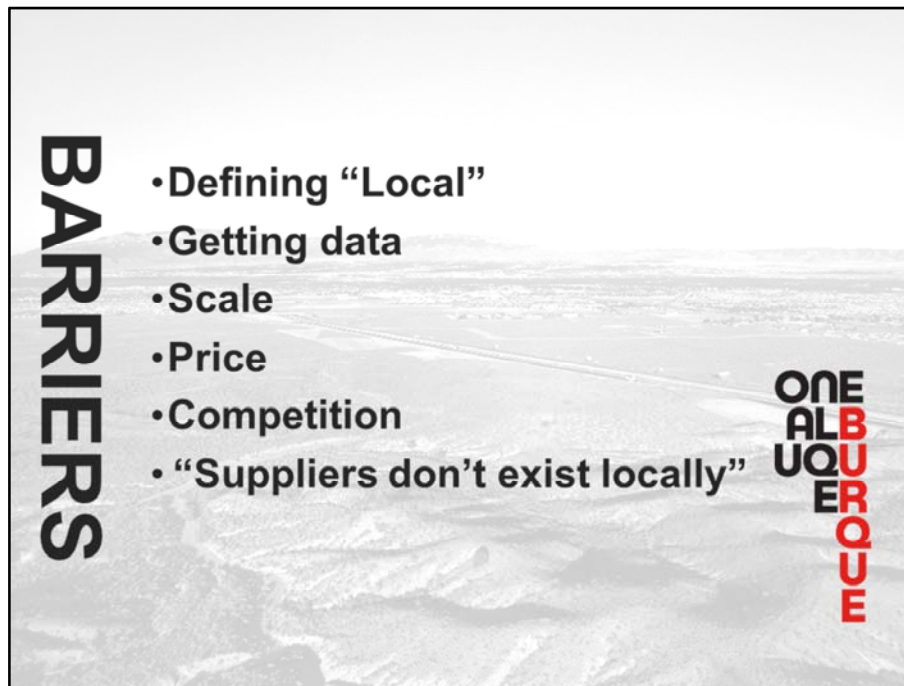 BARRIERS
•Defining “Local”
•Getting data
•Scale
•Price
•Competition
• “Suppliers don’t exist locally”
ONE
ALB
UQU
ER
Q
U
E